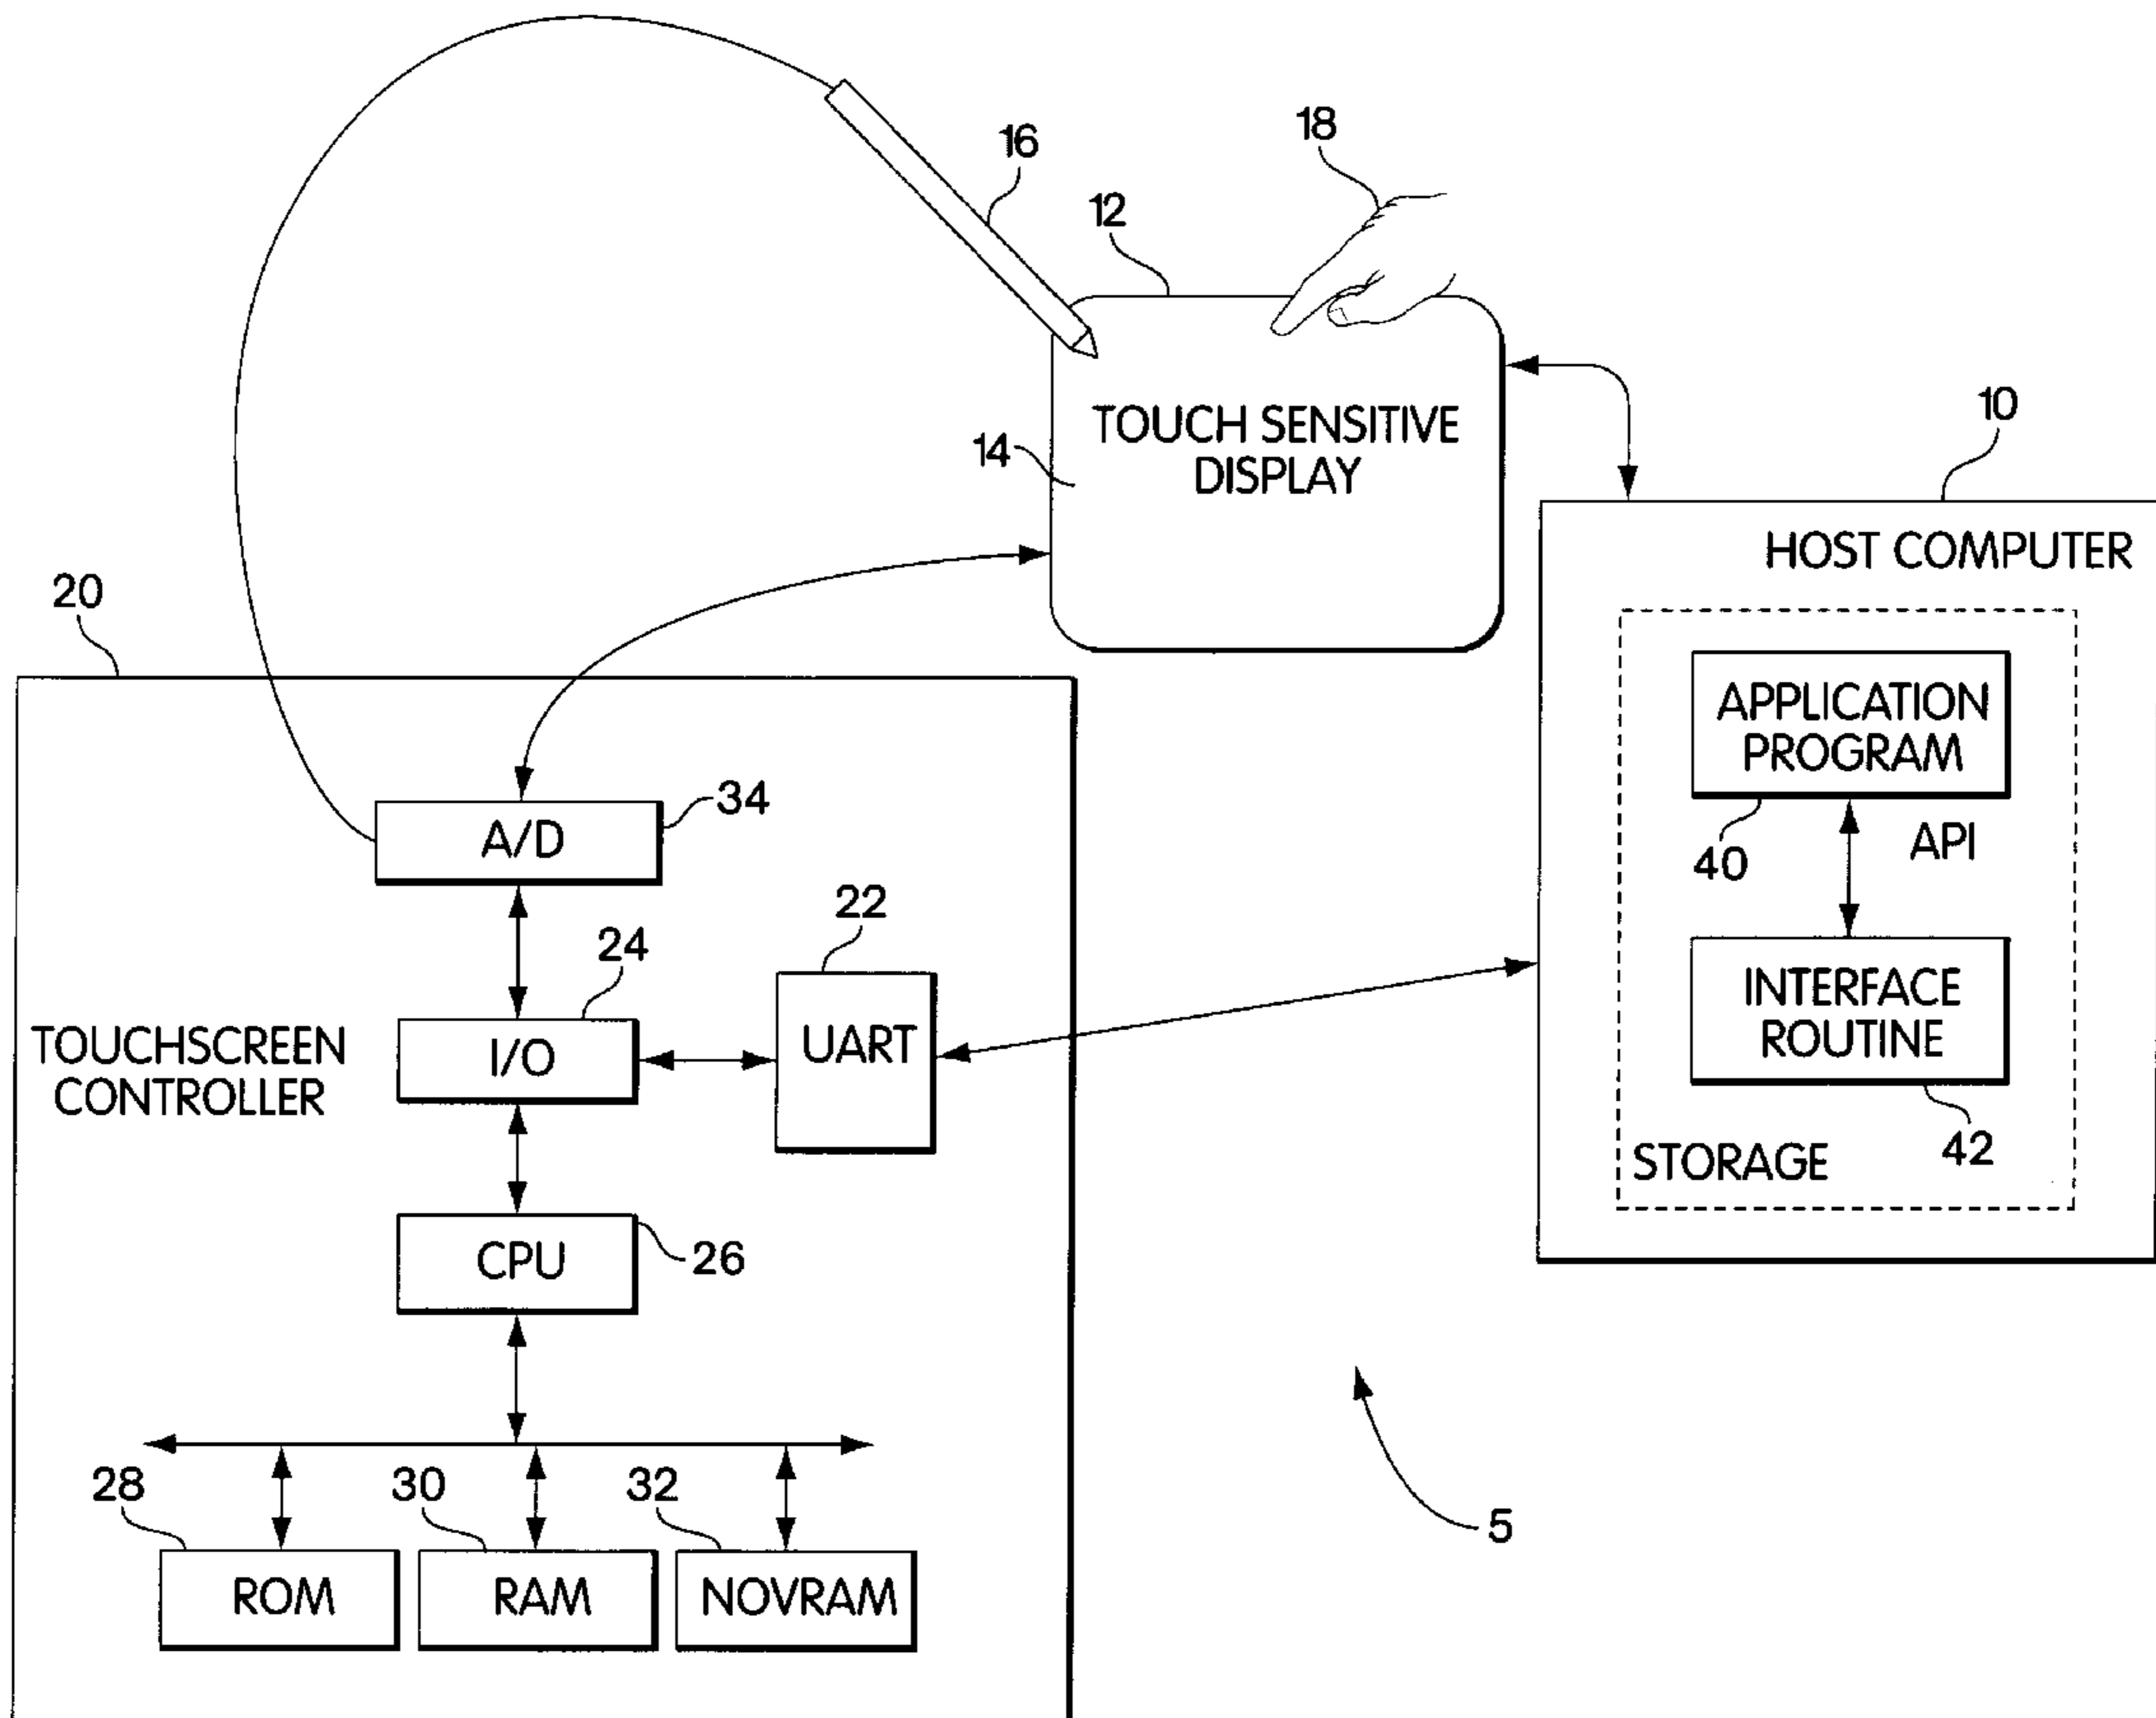 16
18
12
TOUCH SENSITIVE
DISPLAY
14
10
HOST COMPUTER
20
APPLICATION
PROGRAM
34
A/D
40
API
22
24
INTERFACE
ROUTINE
UART
TOUCHSCREEN
CONTROLLER
I/O
42
STORAGE
CPU
26
28
30
32
5
ROM
RAM
NOVRAM